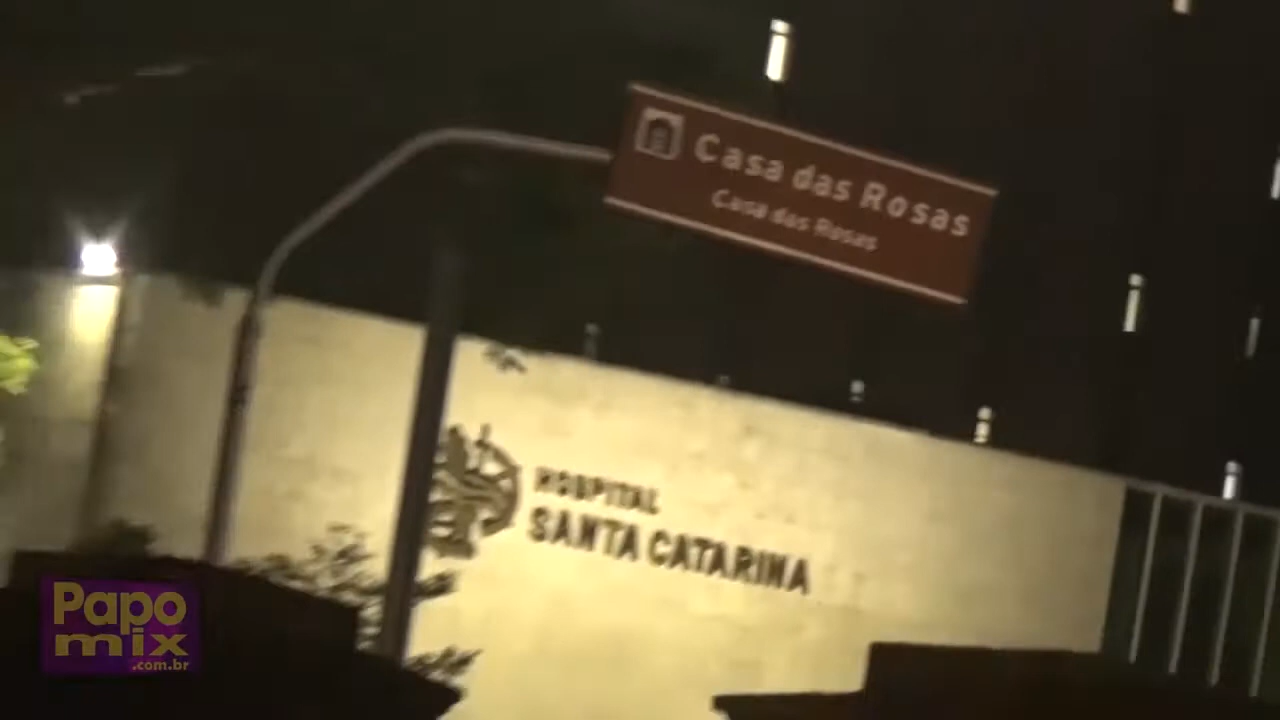 Casa das Rosas
Casa das Rosas
HOSPITAL
SANTA CATARINA
Papo
mix
.com.br